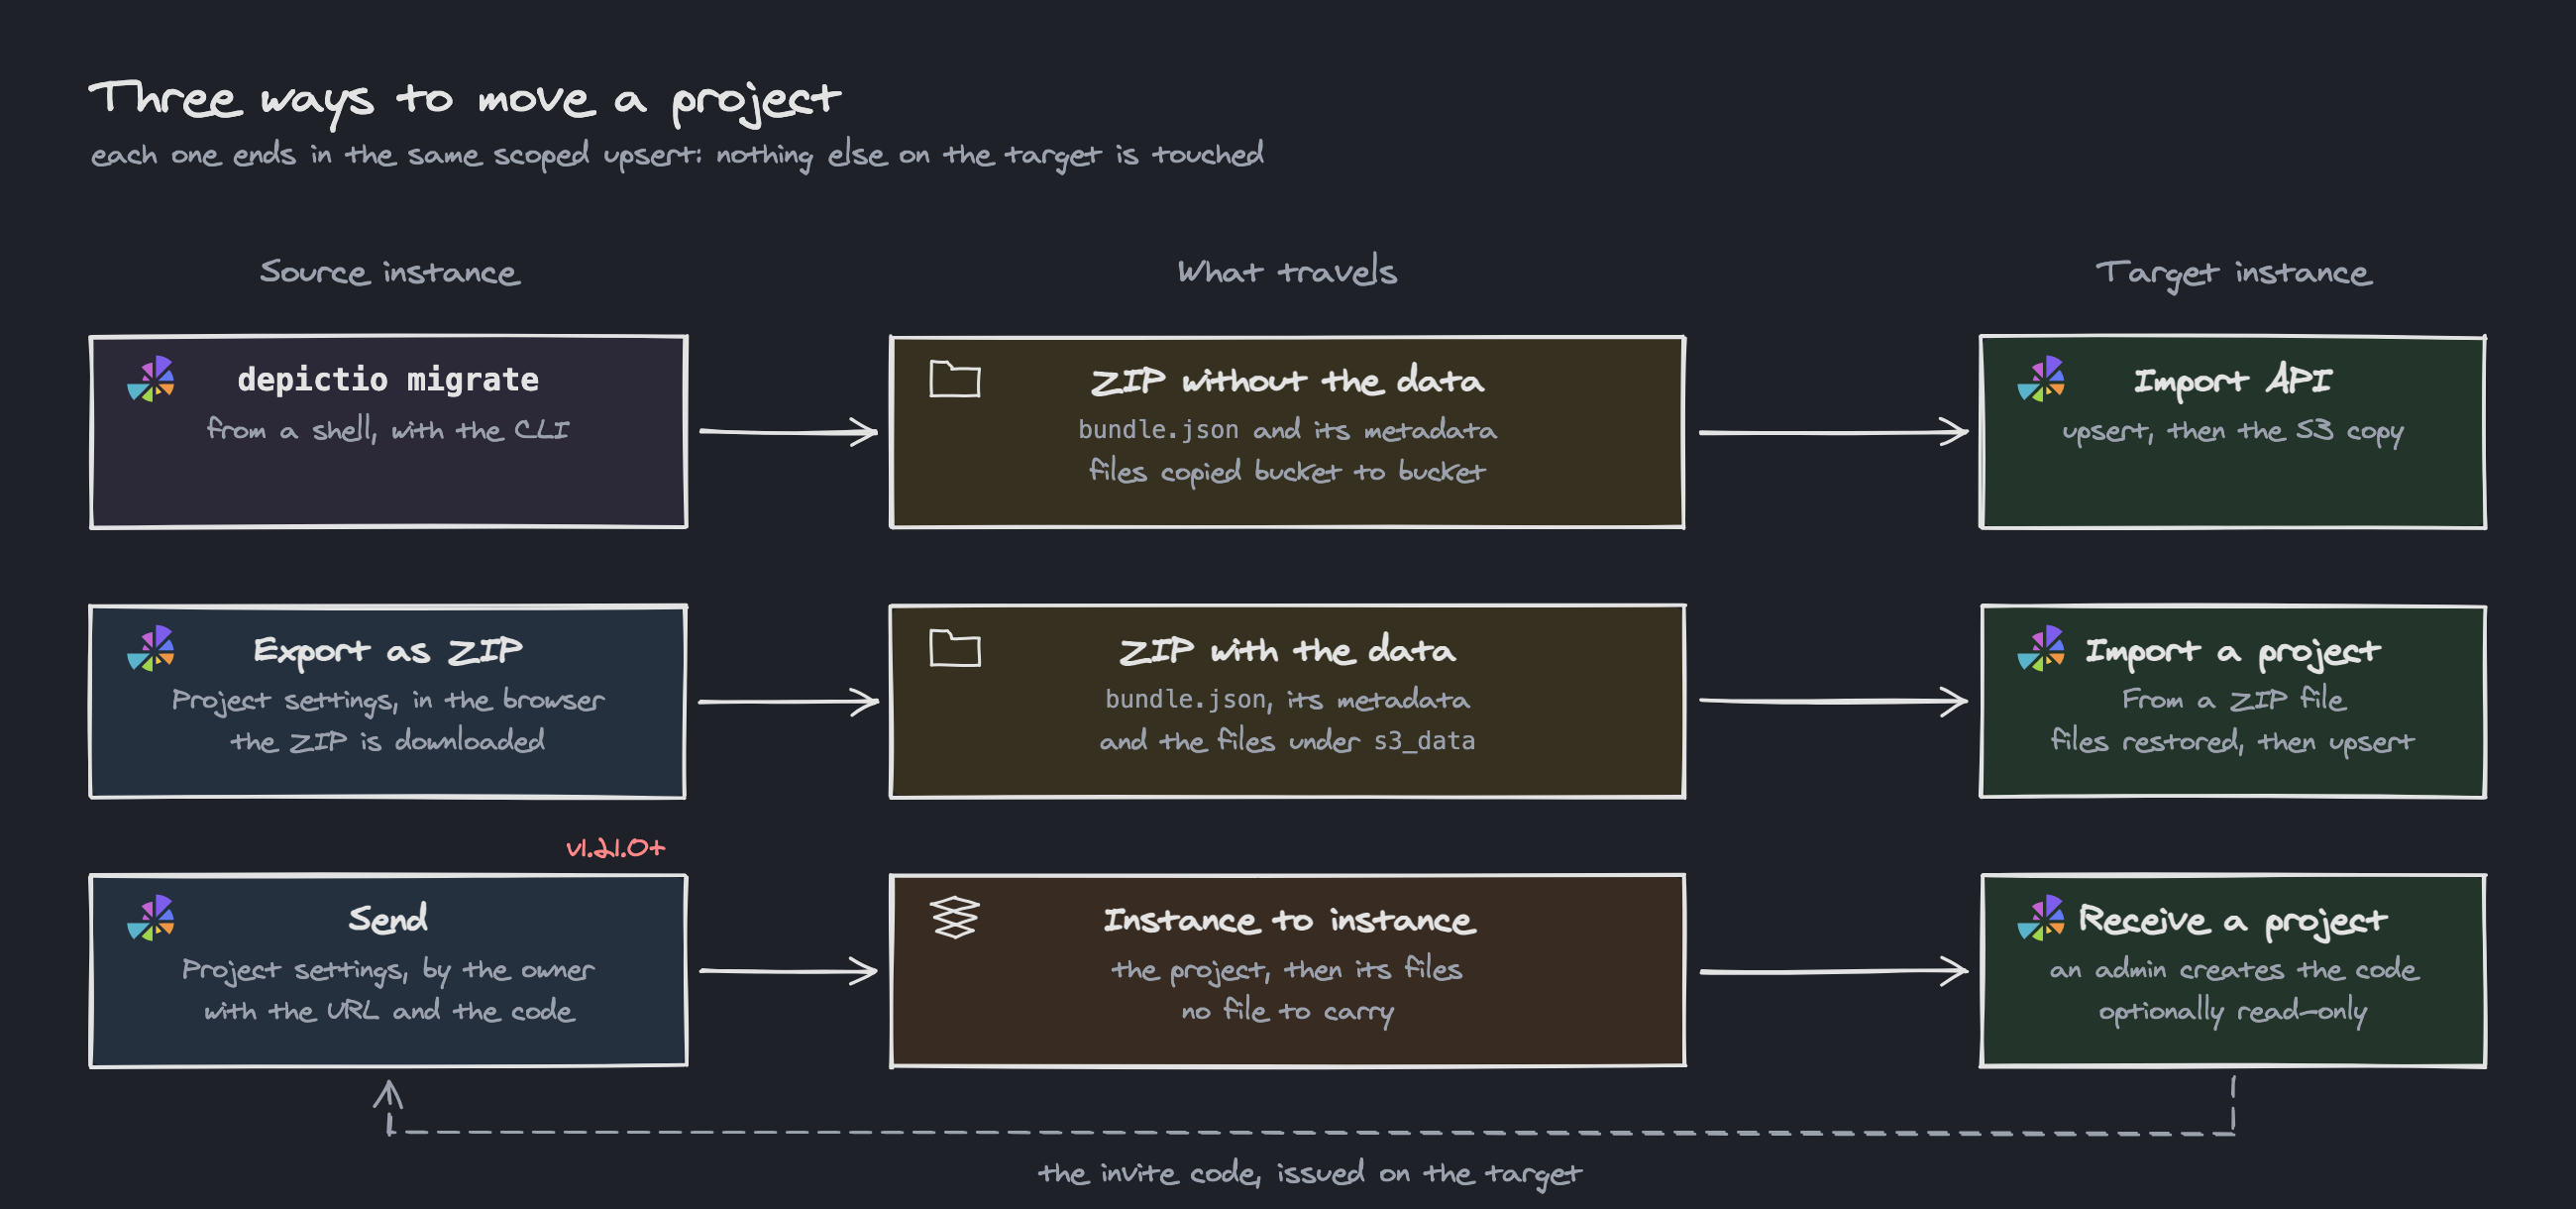 Three ways to move a project
each one ends in the same scoped upsert: nothing else on the target is touched
Source instance
What travels
Target instance
depictio migrate
from a shell, with the CLI
ZIP without the data
bundle.json and its metadata
files copied bucket to bucket
Import API
upsert, then the S3 copy
Export as ZIP
Project settings, in the browser
the ZIP is downloaded
ZIP with the data
bundle.json, its metadata
and the files under s3_data
Import a project
From a ZIP file
files restored, then upsert
v1.21.0+
Send
Project settings, by the owner
with the URL and the code
Instance to instance
the project, then its files
no file to carry
Receive a project
an admin creates the code
optionally read-only
the invite code, issued on the target